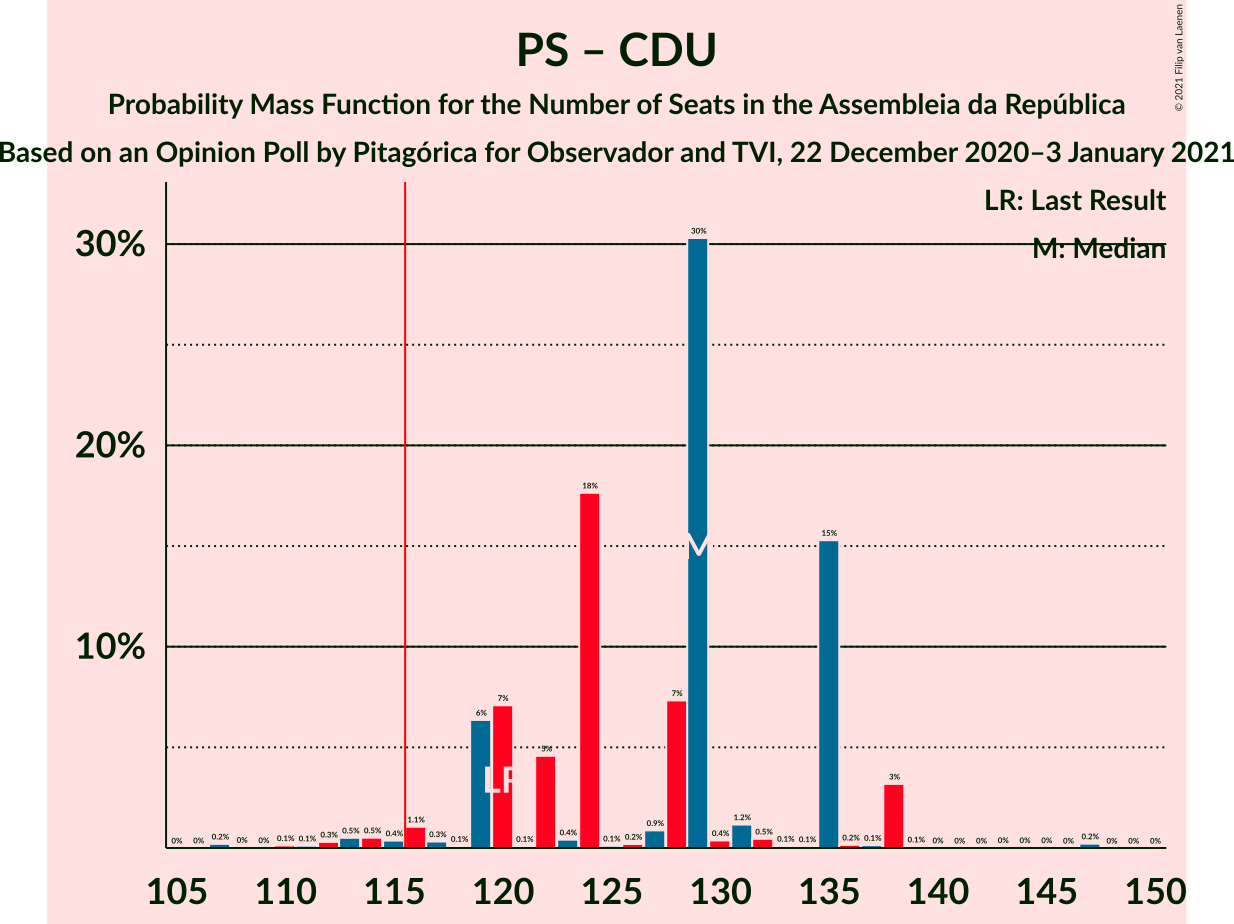 PS – CDU
Probability Mass Function for the Number of Seats in the Assembleia da República
Based on an Opinion Poll by Pitagórica for Observador and TVI, 22 December 2020–3 January 2021
© 2021 Filip van Laenen
LR: Last Result
M: Median
30%
20%
10%
0% 0% 0.2% 0% 0% 0.1% 0.1% 0.3% 0.5% 0.5% 0.4% 1.1% 0.3% 0.1% 6% 7% 0.1% 5% 0.4% 18% 0.1% 0.2% 0.9% 7% 30% 0.4% 1.2% 0.5% 0.1% 0.1% 15% 0.2% 0.1% 3% 0.1% 0% 0% 0% 0% 0% 0% 0% 0.2% 0% 0% 0%
M
LR
105 110 115 120 125 130 135 140 145 150